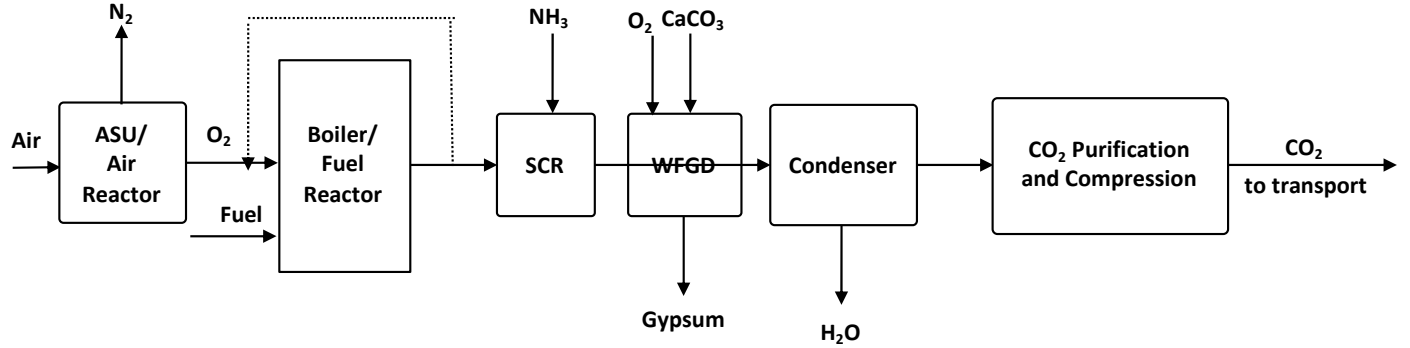 N₂
NH₃
O₂
CaCO₃
Air
ASU/
Air
Reactor
O₂
Fuel
Boiler/
Fuel
Reactor
SCR
WFGD
Condenser
CO₂ Purification
and Compression
CO₂
to transport
Gypsum
H₂O